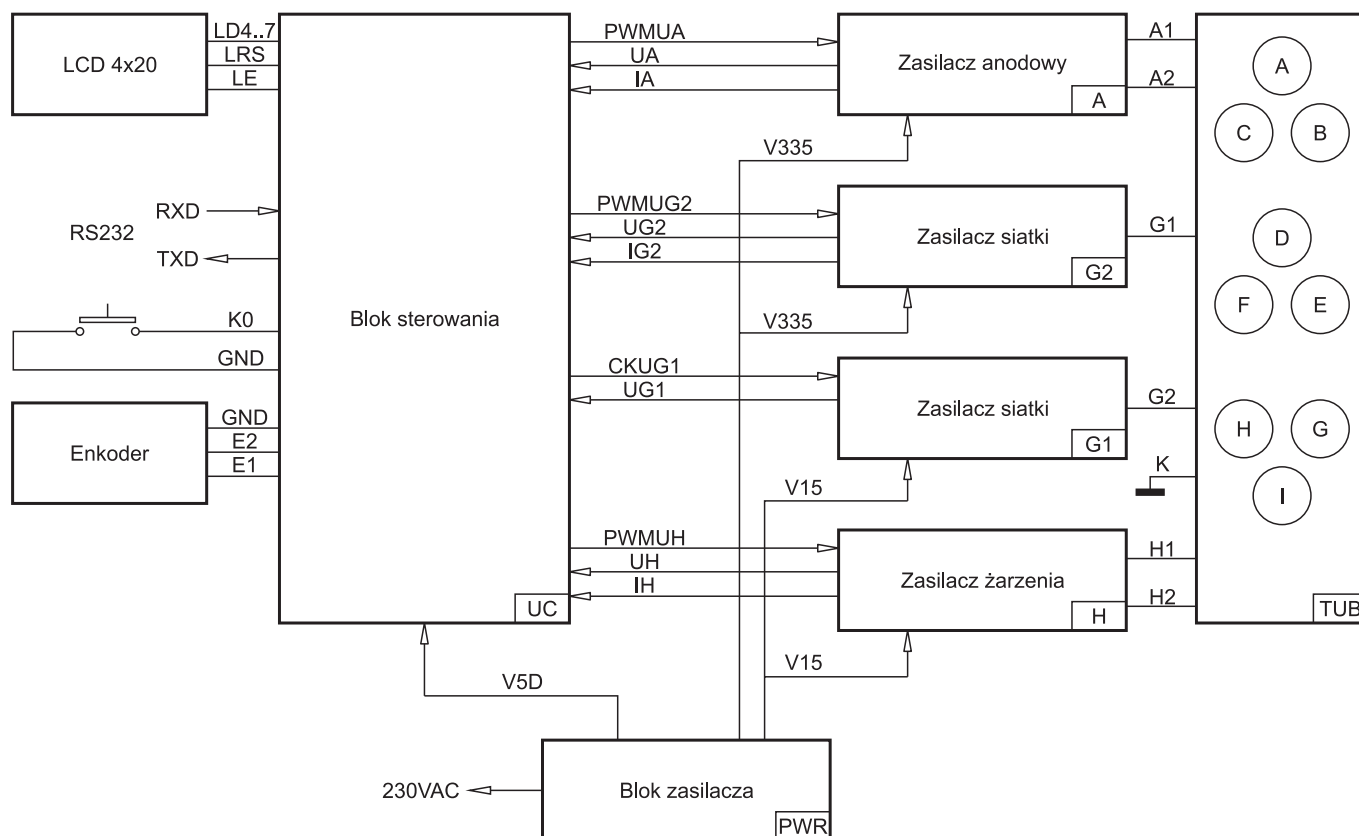 LCD 4x20
LD4..7
LRS
LE
RS232
RXD
TXD
K0
GND
Enkoder
GND
E2
E1
Blok sterowania
UC
PWMUA
UA
IA
V335
PWMUG2
UG2
IG2
V335
CKUG1
UG1
V15
PWMUH
UH
IH
V15
V5D
Zasilacz anodowy
A
Zasilacz siatki
G2
Zasilacz siatki
G1
Zasilacz żarzenia
H
A1
A2
G1
G2
K
H1
H2
A
C
B
D
F
E
H
G
I
TUB
230VAC
Blok zasilacza
PWR